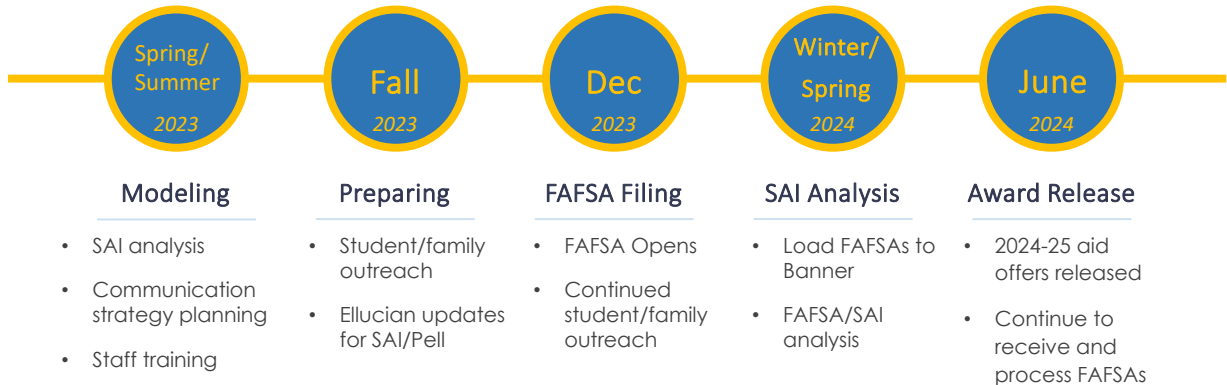 Spring/
Summer
2023
Fall
2023
Dec
2023
Winter/
Spring
2024
June
2024
Modeling
• SAI analysis
• Communication
strategy planning
• Staff training
Preparing
• Student/family
outreach
• Ellucian updates
for SAI/Pell
FAFSA Filing
• FAFSA Opens
• Continued
student/family
outreach
SAI Analysis
• Load FAFSAs to
Banner
• FAFSA/SAI
analysis
Award Release
• 2024-25 aid
offers released
• Continue to
receive and
process FAFSAs